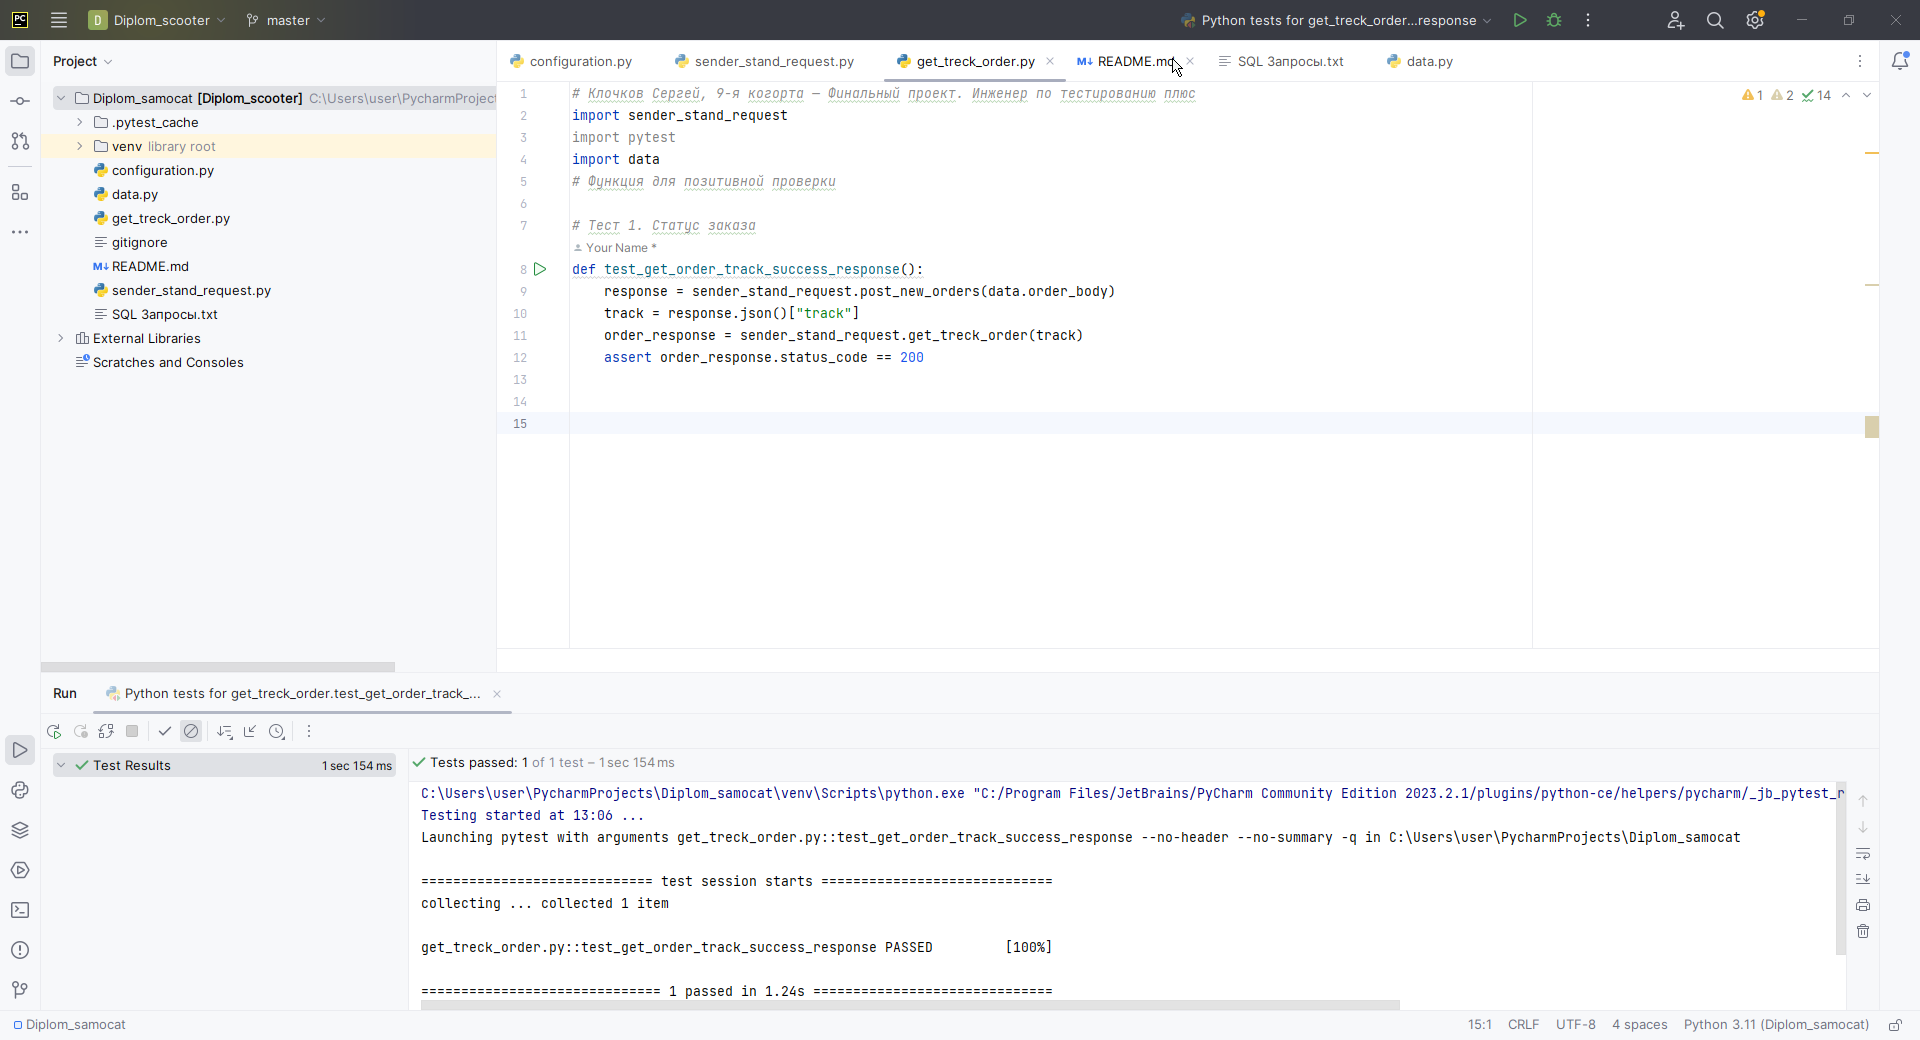 PC
D Diplom_scooter master Python tests for get_treck_order...response
Project
configuration.py sender_stand_request.py get_treck_order.py README.md SQL Запросы.txt data.py
Diplom_samocat [Diplom_scooter] C:\Users\user\PycharmProject
.pytest_cache
venv library root
configuration.py
data.py
get_treck_order.py
gitignore
README.md
sender_stand_request.py
SQL Запросы.txt
External Libraries
Scratches and Consoles
1 2 14
1 # Клочков Сергей, 9-я когорта — Финальный проект. Инженер по тестированию плюс
2 import sender_stand_request
3 import pytest
4 import data
5 # Функция для позитивной проверки
6
7 # Тест 1. Статус заказа
Your Name *
8 def test_get_order_track_success_response():
9 response = sender_stand_request.post_new_orders(data.order_body)
10 track = response.json()["track"]
11 order_response = sender_stand_request.get_treck_order(track)
12 assert order_response.status_code == 200
13
14
15
Run Python tests for get_treck_order.test_get_order_track_...
Test Results 1 sec 154 ms
Tests passed: 1 of 1 test – 1 sec 154 ms
C:\Users\user\PycharmProjects\Diplom_samocat\venv\Scripts\python.exe "C:/Program Files/JetBrains/PyCharm Community Edition 2023.2.1/plugins/python-ce/helpers/pycharm/_jb_pytest_r
Testing started at 13:06 ...
Launching pytest with arguments get_treck_order.py::test_get_order_track_success_response --no-header --no-summary -q in C:\Users\user\PycharmProjects\Diplom_samocat
============================= test session starts =============================
collecting ... collected 1 item
get_treck_order.py::test_get_order_track_success_response PASSED [100%]
============================== 1 passed in 1.24s ==============================
Diplom_samocat
15:1 CRLF UTF-8 4 spaces Python 3.11 (Diplom_samocat)